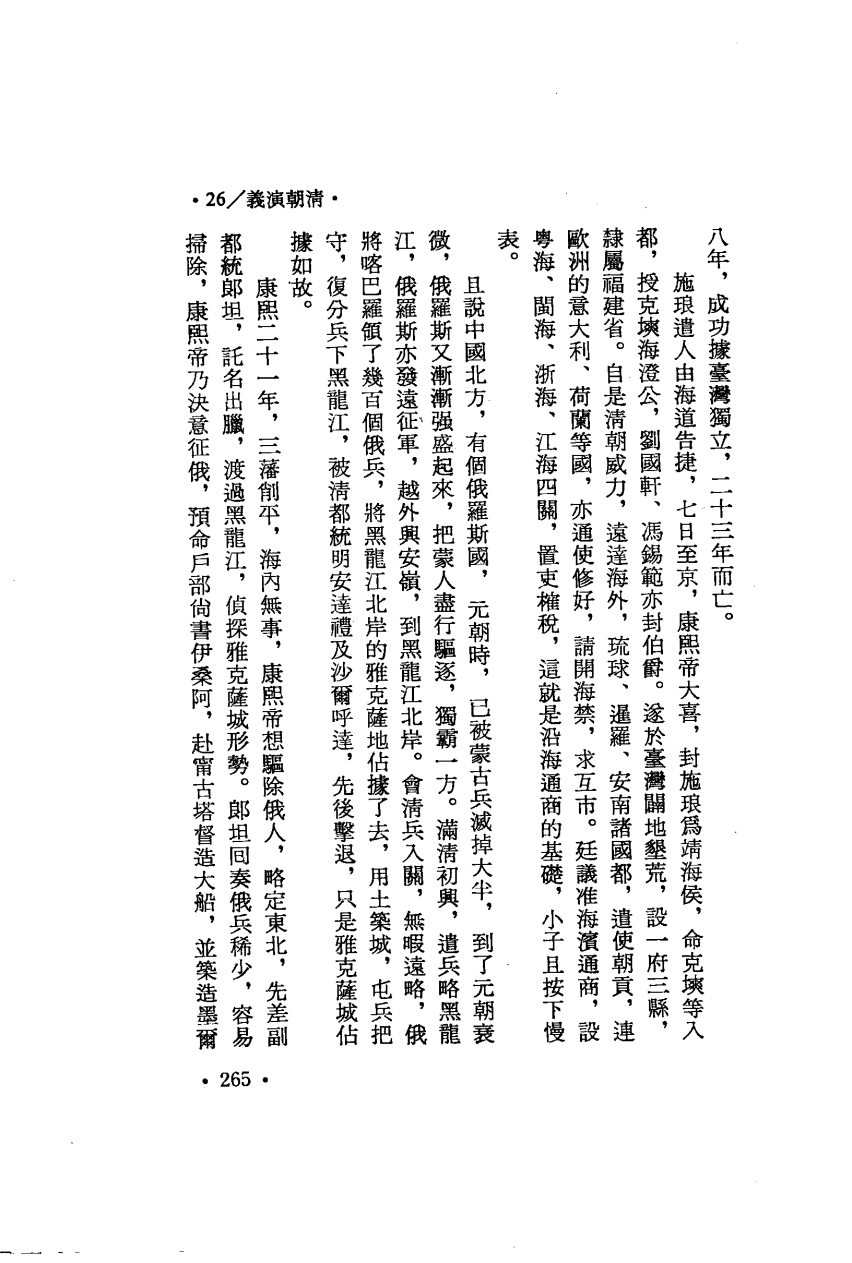 •26/義演朝清•
八年，成功據臺灣獨立，二十三年而亡。
施琅遣人由海道告捷，七日至京，康熙帝大喜，封施琅爲靖海侯，命克塽等入
都，授克塽海澄公，劉國軒、馮錫範亦封伯爵。遂於臺灣闢地墾荒，設一府三縣，
隸屬福建省。自是清朝威力，遠達海外，琉球、暹羅、安南諸國都，遣使朝貢，連
歐洲的意大利、荷蘭等國，亦通使修好，請開海禁，求互市。廷議准海濱通商，設
粵海、閩海、浙海、江海四關，置吏榷稅，這就是沿海通商的基礎，小子且按下慢
表。
且說中國北方，有個俄羅斯國，元朝時，已被蒙古兵滅掉大半，到了元朝衰
微，俄羅斯又漸漸强盛起來，把蒙人盡行驅逐，獨霸一方。滿清初興，遣兵略黑龍
江，俄羅斯亦發遠征軍，越外興安嶺，到黑龍江北岸。會清兵入關，無暇遠略，俄
將喀巴羅領了幾百個俄兵，將黑龍江北岸的雅克薩地佔據了去，用土築城，屯兵把
守，復分兵下黑龍江，被清都統明安達禮及沙爾呼達，先後擊退，只是雅克薩城佔
據如故。
康熙二十一年，三藩削平，海內無事，康熙帝想驅除俄人，略定東北，先差副
都統郎坦，託名出臘，渡過黑龍江，偵探雅克薩城形勢。郎坦回奏俄兵稀少，容易
掃除，康熙帝乃決意征俄，預命戶部尙書伊桑阿，赴甯古塔督造大船，並築造墨爾
•265•